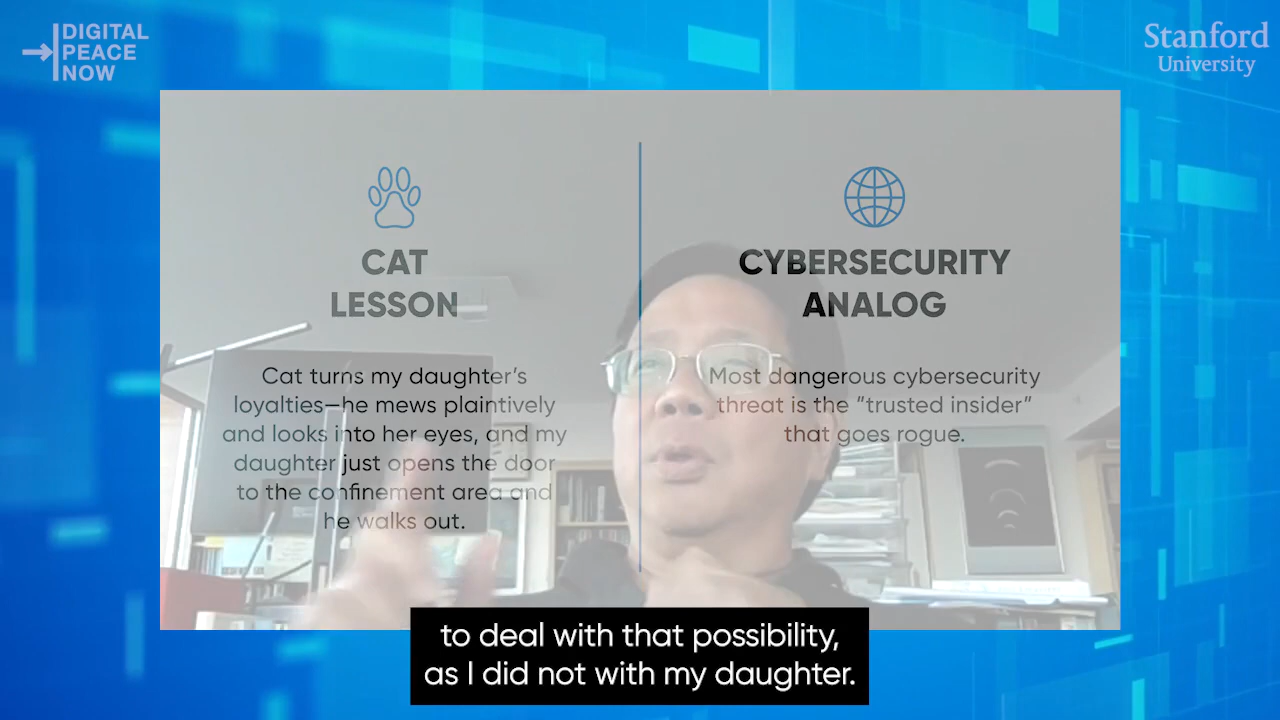 DIGITAL
PEACE
NOW
Stanford
University
CAT
LESSON
Cat turns my daughter's
loyalties—he mews plaintively
and looks into her eyes, and my
daughter just opens the door
to the confinement area and
he walks out.
CYBERSECURITY
ANALOG
Most dangerous cybersecurity
threat is the "trusted insider"
that goes rogue.
to deal with that possibility,
as I did not with my daughter.